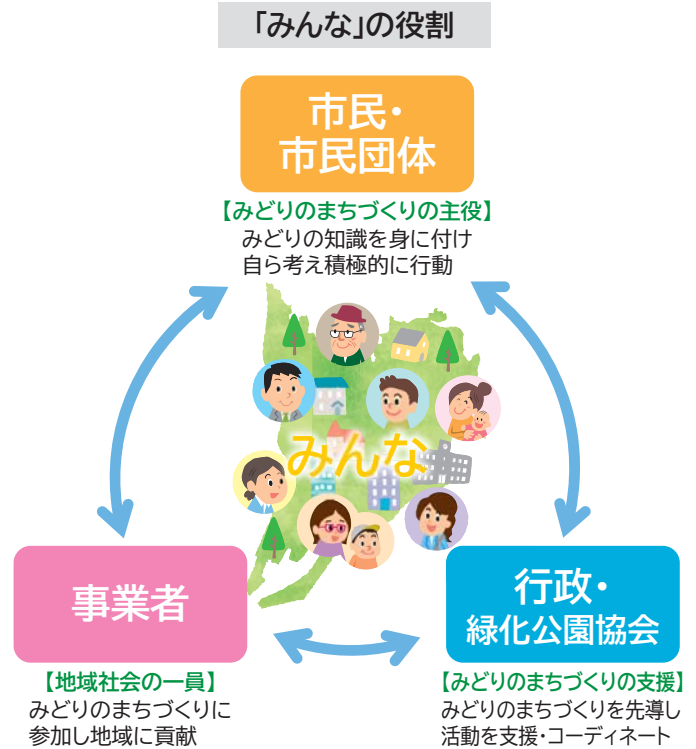 「みんな」の役割
市民・
市民団体
【みどりのまちづくりの主役】
みどりの知識を身に付け
自ら考え積極的に行動
みんな
事業者
【地域社会の一員】
みどりのまちづくりに
参加し地域に貢献
行政・
緑化公園協会
【みどりのまちづくりの支援】
みどりのまちづくりを先導し
活動を支援・コーディネート